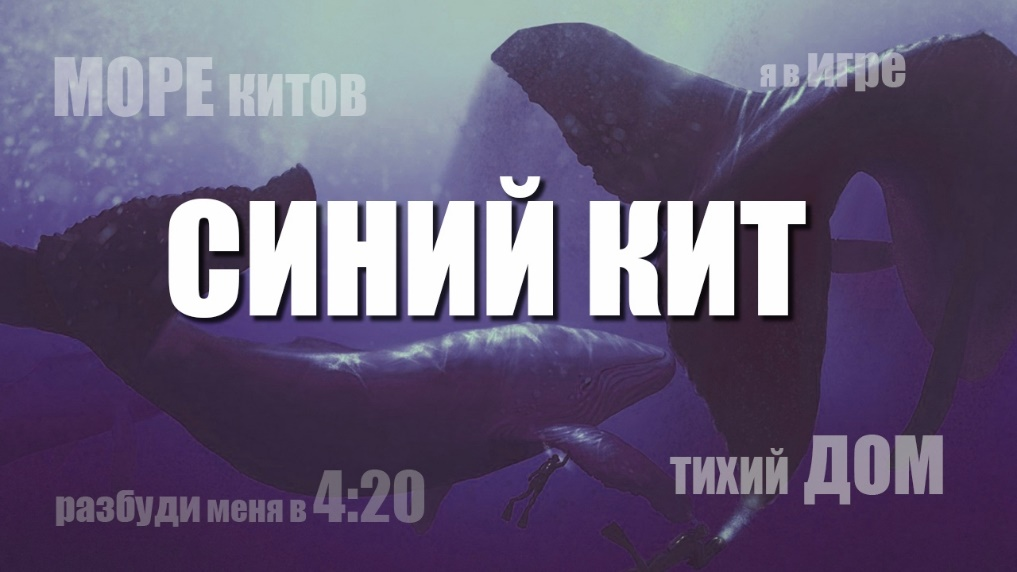 МОРЕ КИТОВ
я в игре
СИНИЙ КИТ
разбуди меня в 4:20
тихий ДОМ